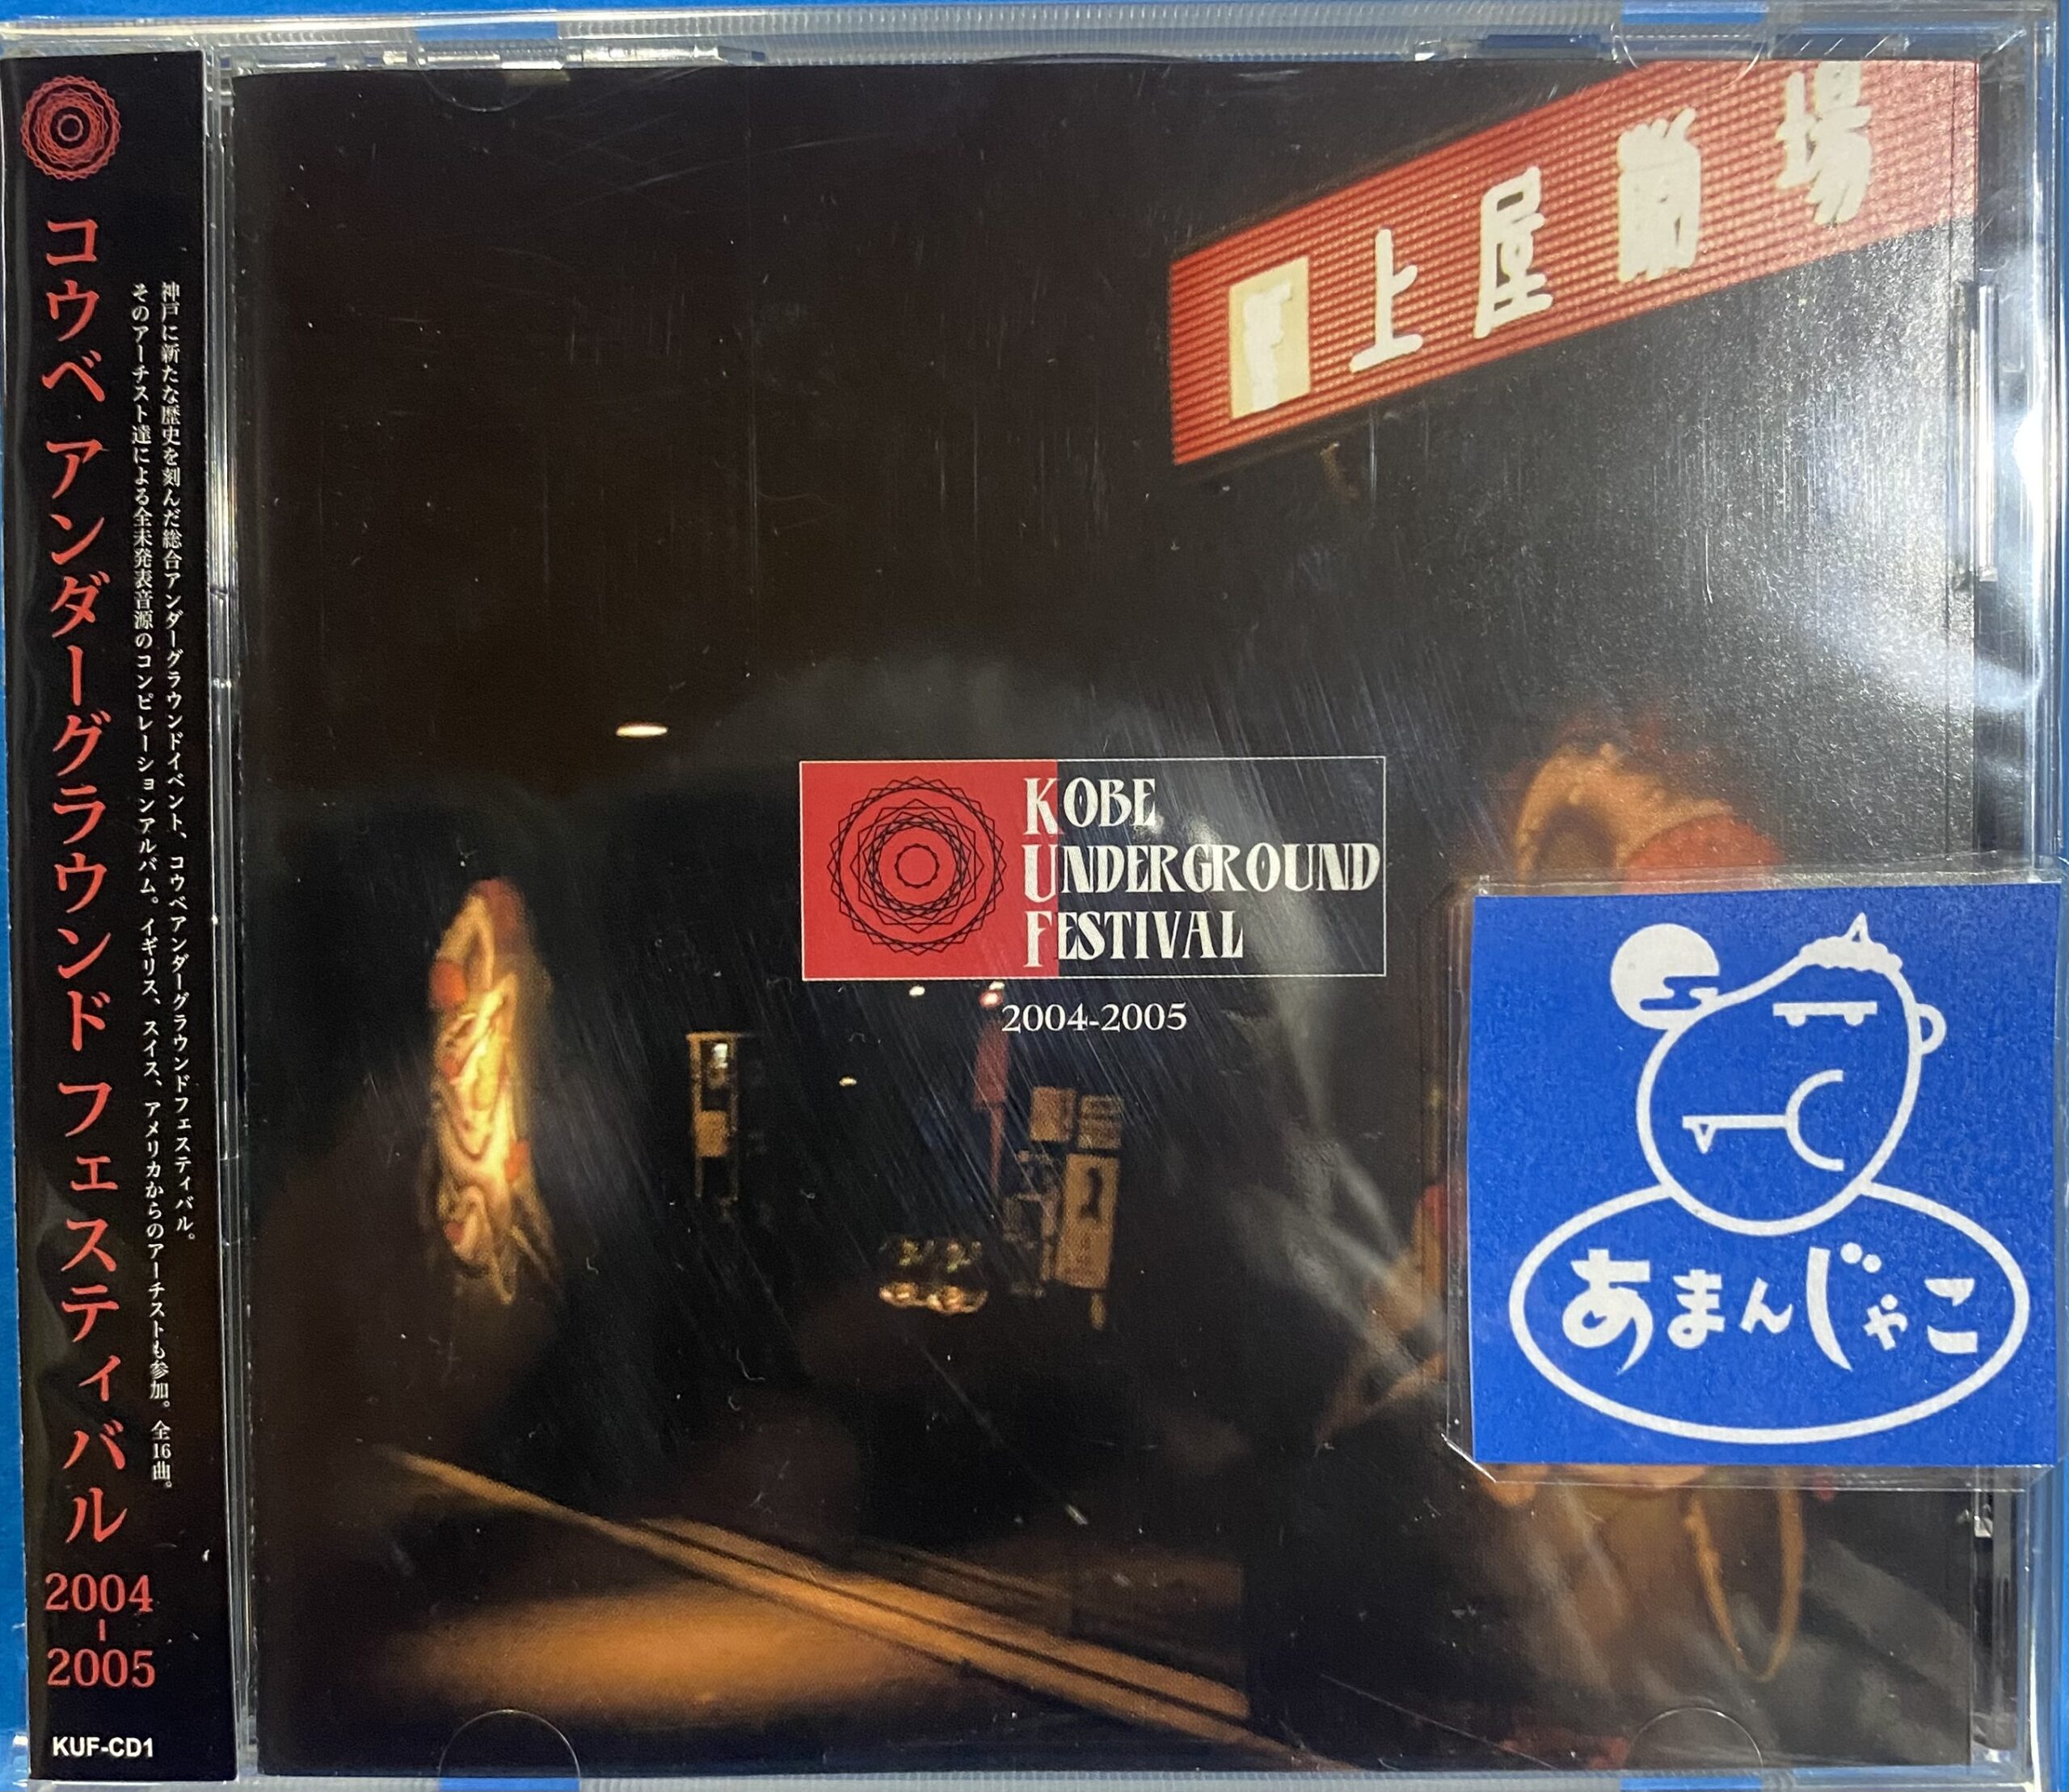 コウベ アンダーグラウンド フェスティバル
2004
-
2005
神戸に新たな歴史を刻んだ総合アンダーグラウンドイベント、コウベアンダーグラウンドフェスティバル。
そのアーチスト達による全未発表音源のコンピレーションアルバム。イギリス、スイス、アメリカからのアーチストも参加。全16曲。
KUF-CD1
上屋劇場
KOBE
UNDERGROUND
FESTIVAL
2004-2005
あまんじゃこ